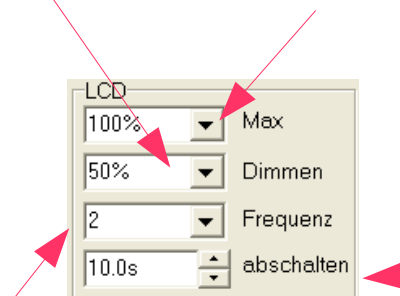 LCD
100% Max
50% Dimmen
2 Frequenz
10.0s abschalten